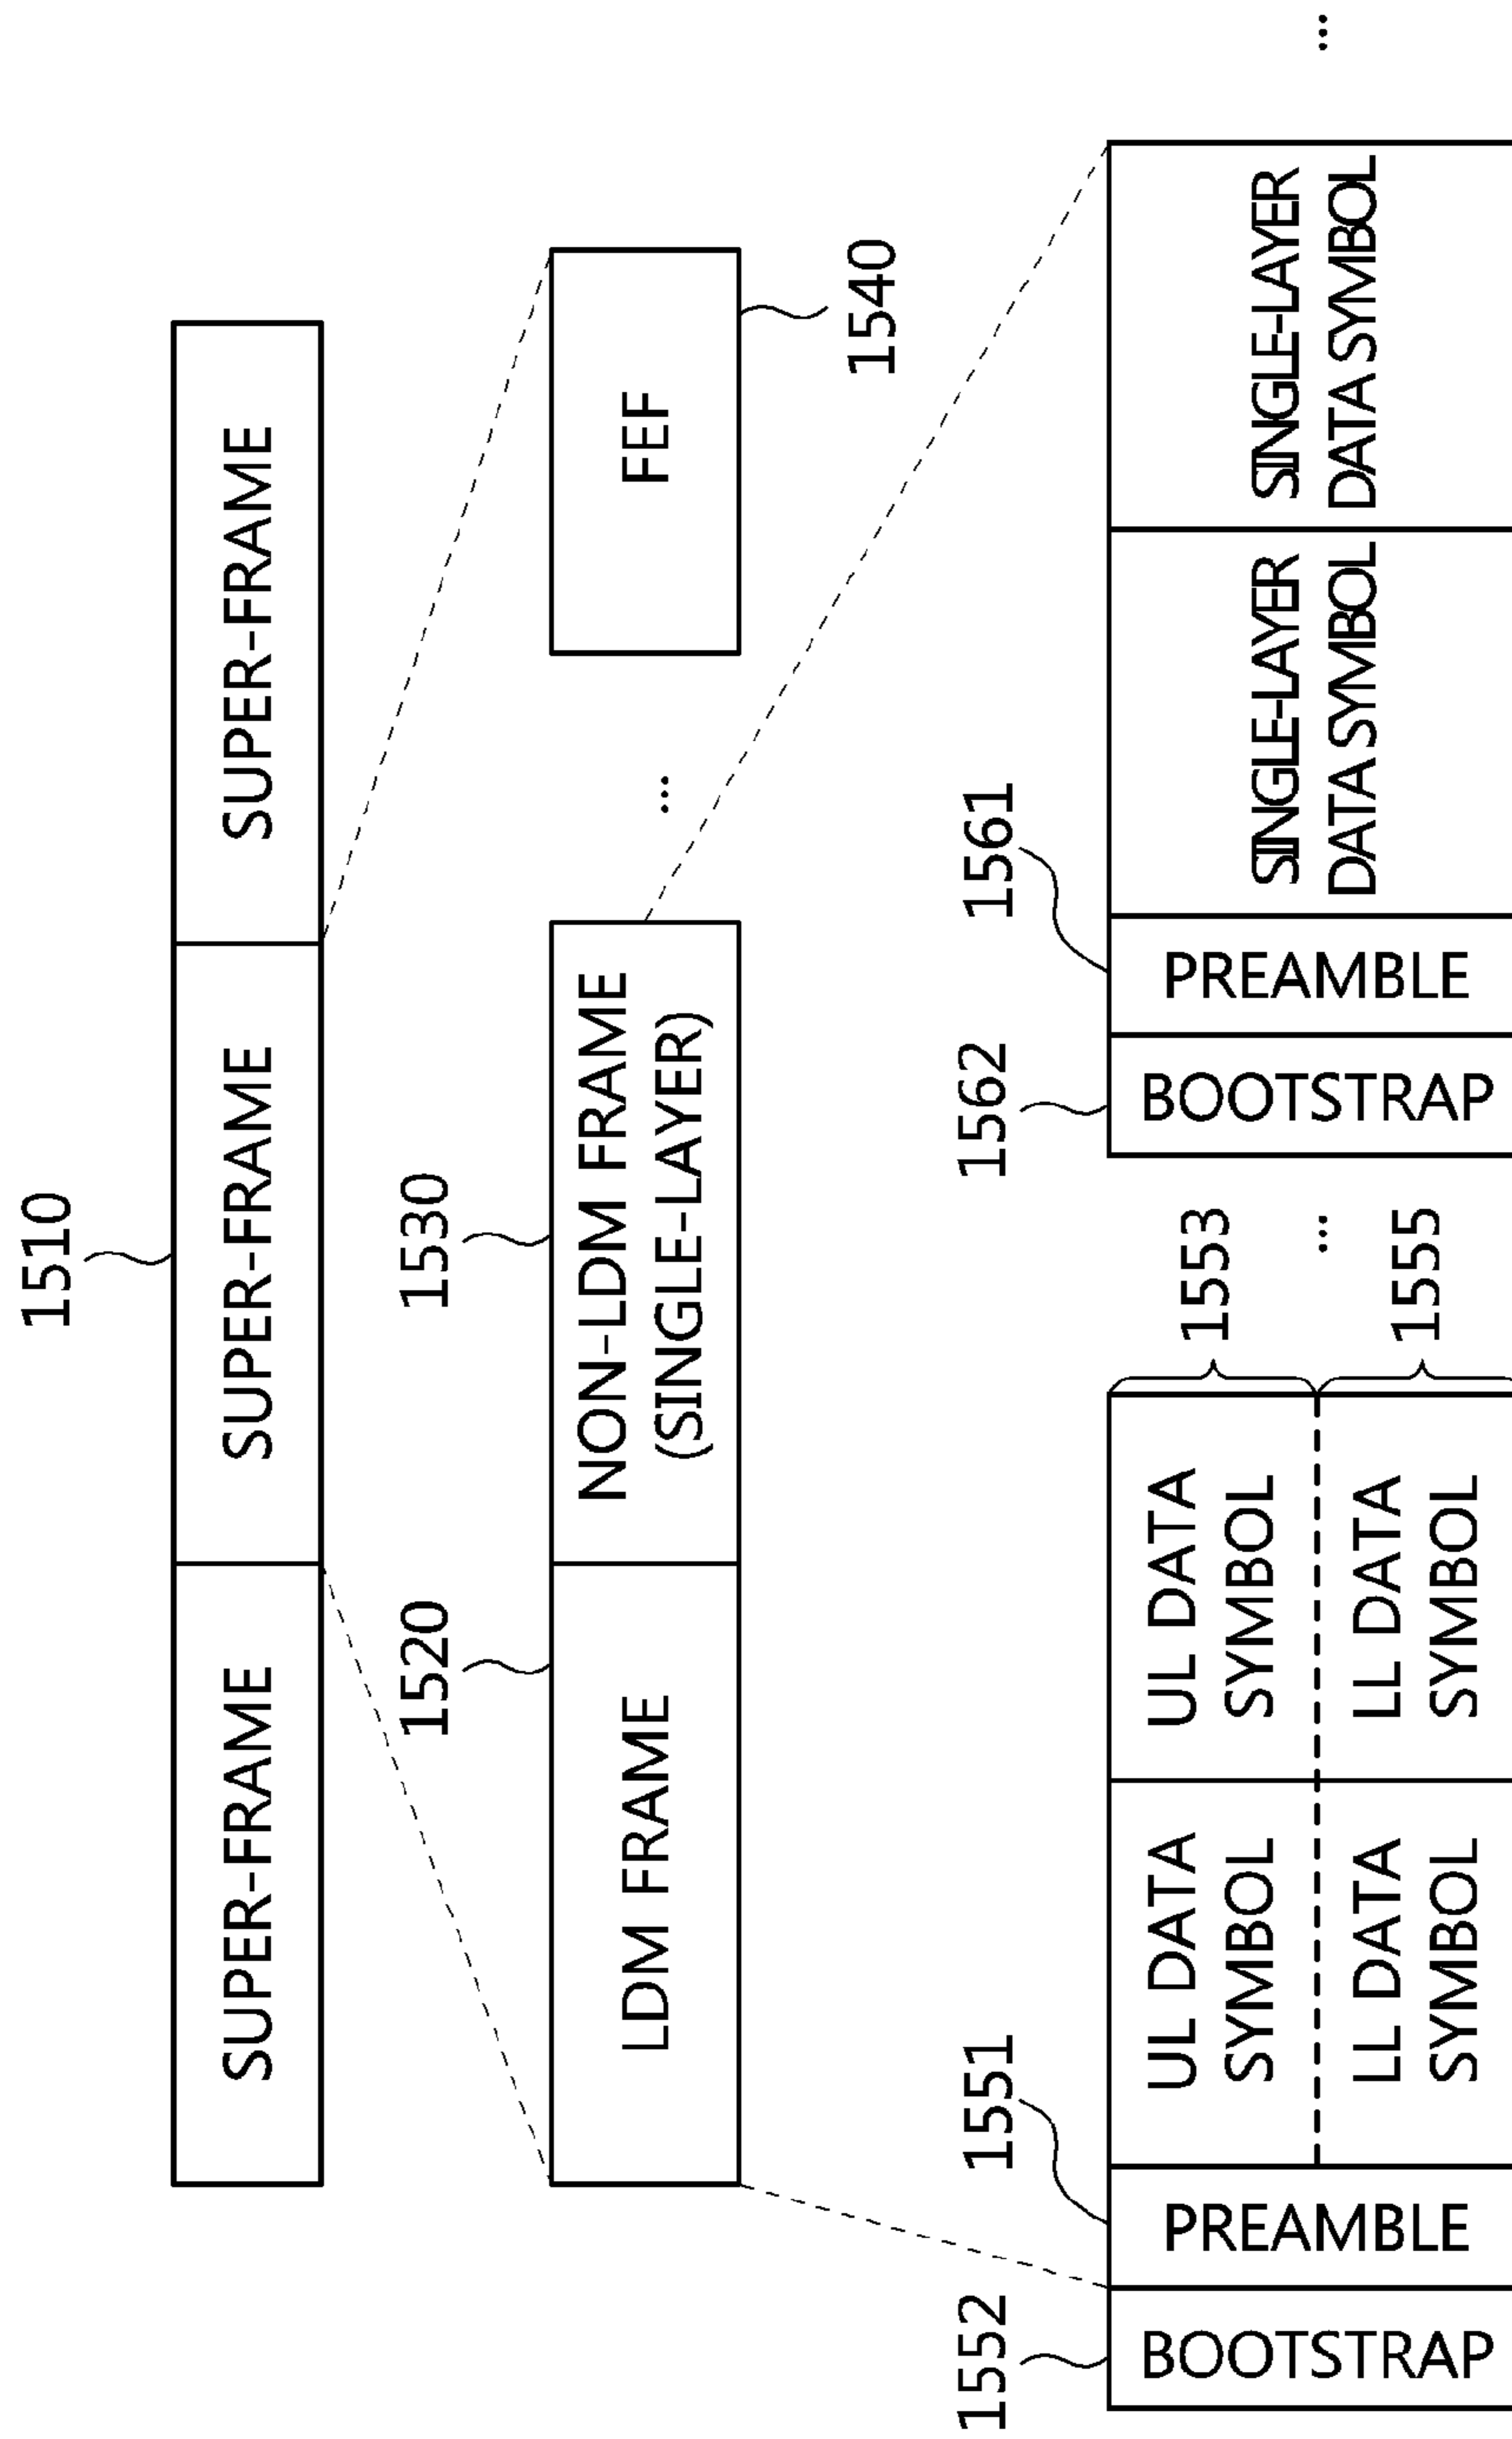 1510
SUPER-FRAME
SUPER-FRAME
SUPER-FRAME
1520
1530
LDM FRAME
NON-LDM FRAME
(SINGLE-LAYER)
...
FEF
1540
1552
1551
1562
1561
BOOTSTRAP
PREAMBLE
UL DATA
SYMBOL
UL DATA
SYMBOL
1553
LL DATA
SYMBOL
LL DATA
SYMBOL
1555
...
BOOTSTRAP
PREAMBLE
SINGLE-LAYER
DATA SYMBOL
SINGLE-LAYER
DATA SYMBOL
...